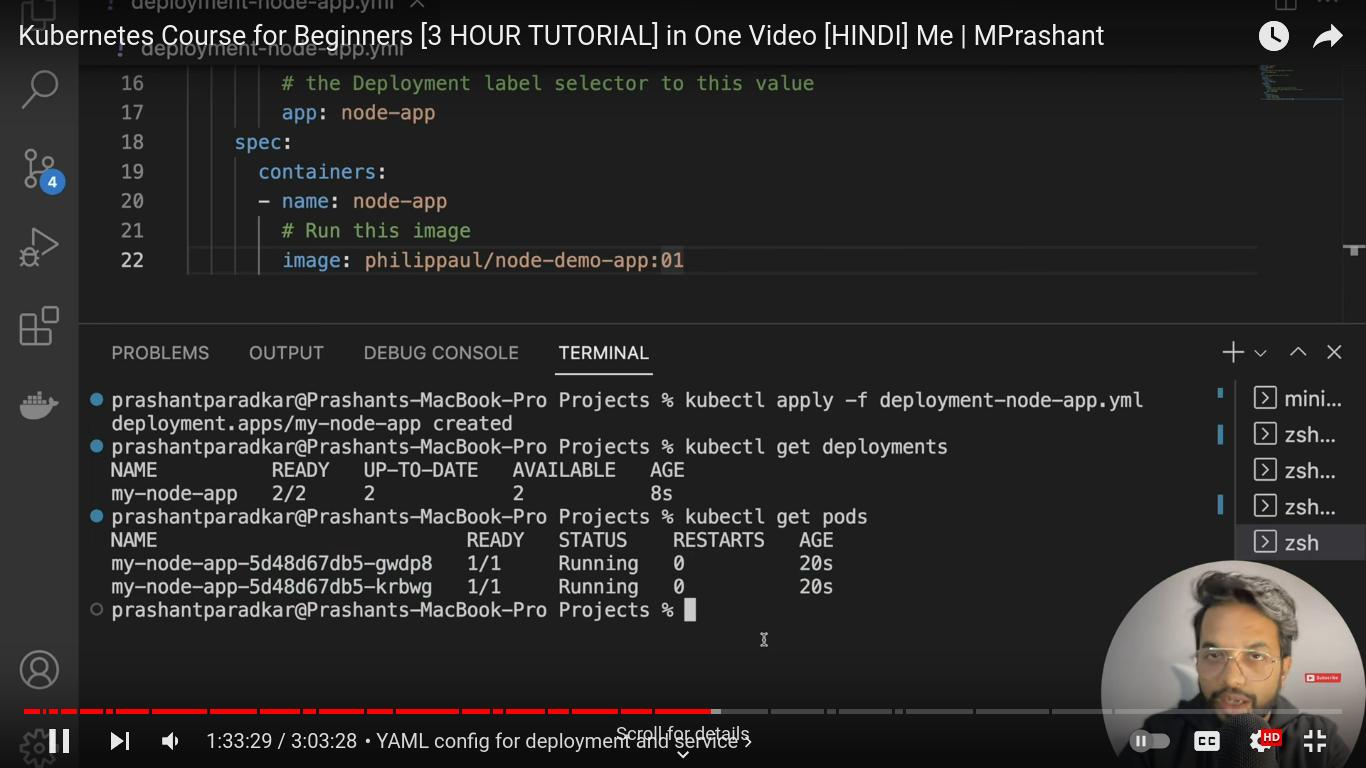 deployment-node-app.yml
Kubernetes Course for Beginners [3 HOUR TUTORIAL] in One Video [HINDI] Me | MPrashant
! deployment-node-app.yml
16 # the Deployment label selector to this value
17 app: node-app
18 spec:
19 containers:
20 - name: node-app
21 # Run this image
22 image: philippaul/node-demo-app:01
4
PROBLEMS OUTPUT DEBUG CONSOLE TERMINAL
prashantparadkar@Prashants-MacBook-Pro Projects % kubectl apply -f deployment-node-app.yml
deployment.apps/my-node-app created
prashantparadkar@Prashants-MacBook-Pro Projects % kubectl get deployments
NAME READY UP-TO-DATE AVAILABLE AGE
my-node-app 2/2 2 2 8s
prashantparadkar@Prashants-MacBook-Pro Projects % kubectl get pods
NAME READY STATUS RESTARTS AGE
my-node-app-5d48d67db5-gwdp8 1/1 Running 0 20s
my-node-app-5d48d67db5-krbwg 1/1 Running 0 20s
prashantparadkar@Prashants-MacBook-Pro Projects %
mini...
zsh...
zsh...
zsh...
zsh
Subscribe
Scroll for details
1:33:29 / 3:03:28 • YAML config for deployment and service ›
CC
HD